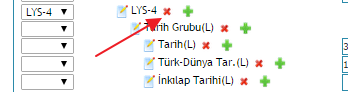 LYS-4 LYS-4
Tarih Grubu(L)
Tarih(L)
Türk-Dünya Tar.(L)
İnkılap Tarihi(L)